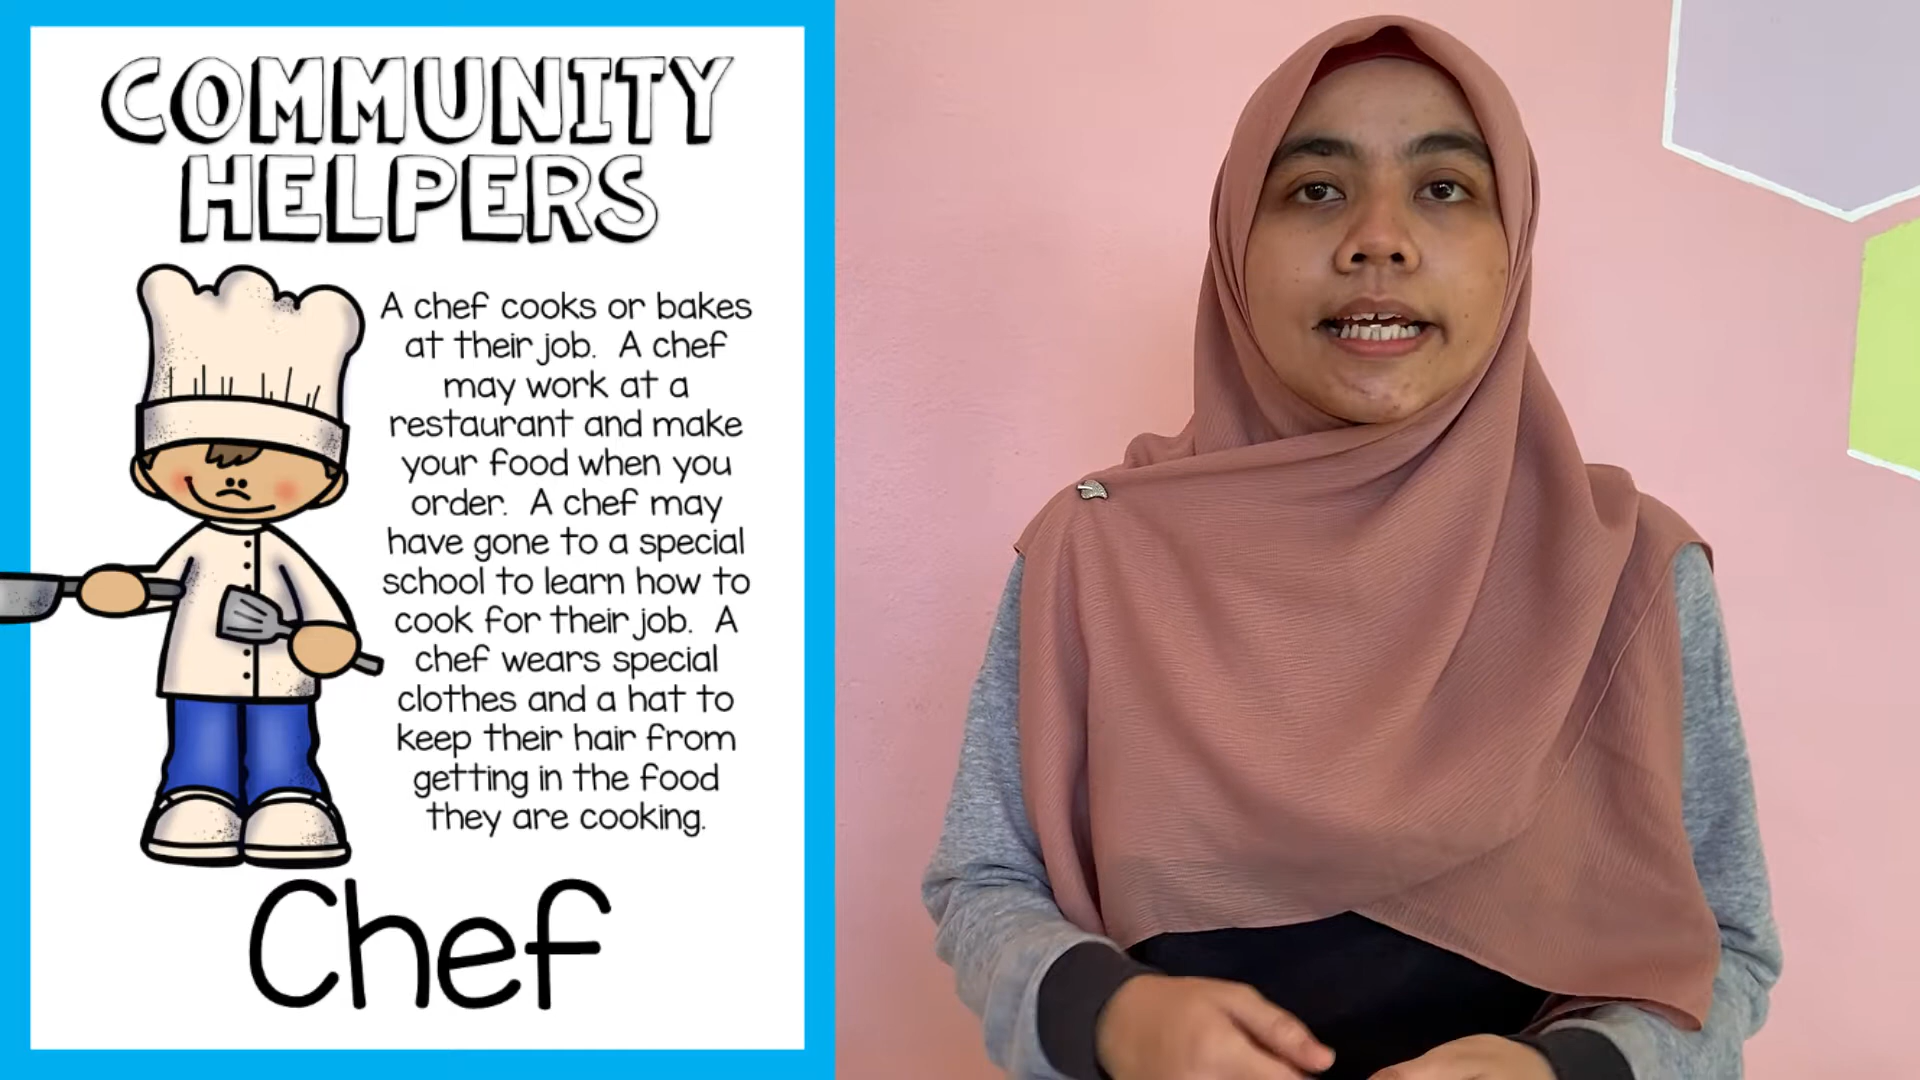 COMMUNITY
HELPERS
A chef cooks or bakes
at their job. A chef
may work at a
restaurant and make
your food when you
order. A chef may
have gone to a special
school to learn how to
cook for their job. A
chef wears special
clothes and a hat to
keep their hair from
getting in the food
they are cooking.
Chef